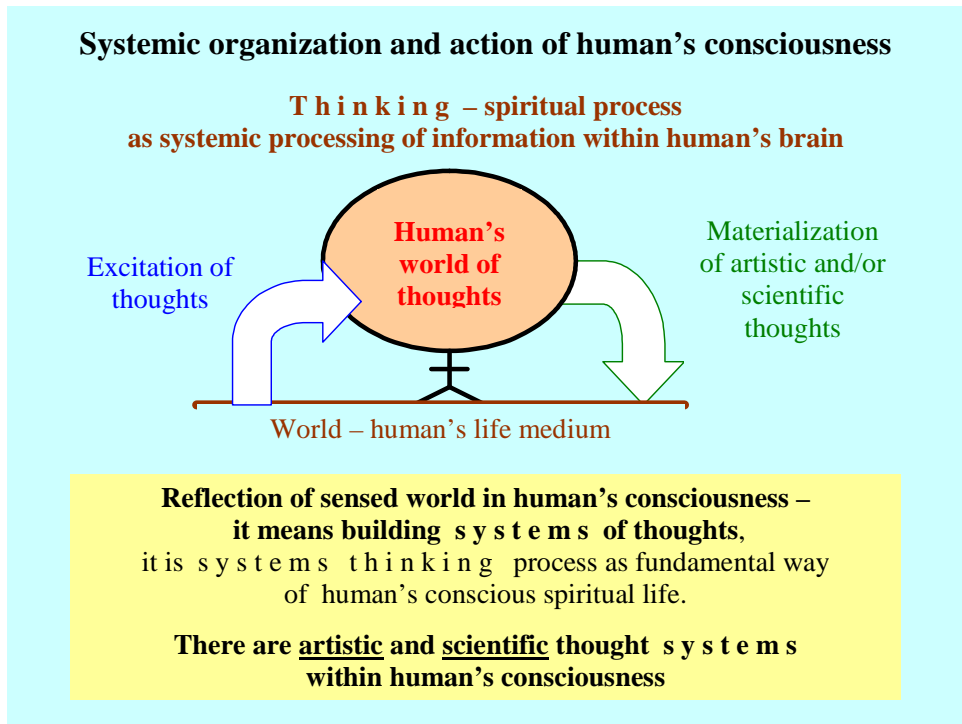 Systemic organization and action of human’s consciousness
T h i n k i n g – spiritual process
as systemic processing of information within human’s brain
Human’s
world of
thoughts
Excitation of
thoughts
Materialization
of artistic and/or
scientific
thoughts
World – human’s life medium
Reflection of sensed world in human’s consciousness –
it means building s y s t e m s of thoughts,
it is s y s t e m s t h i n k i n g process as fundamental way
of human’s conscious spiritual life.
There are artistic and scientific thought s y s t e m s
within human’s consciousness